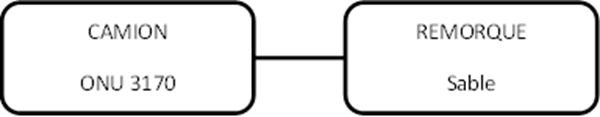 CAMION
ONU 3170
REMORQUE
Sable